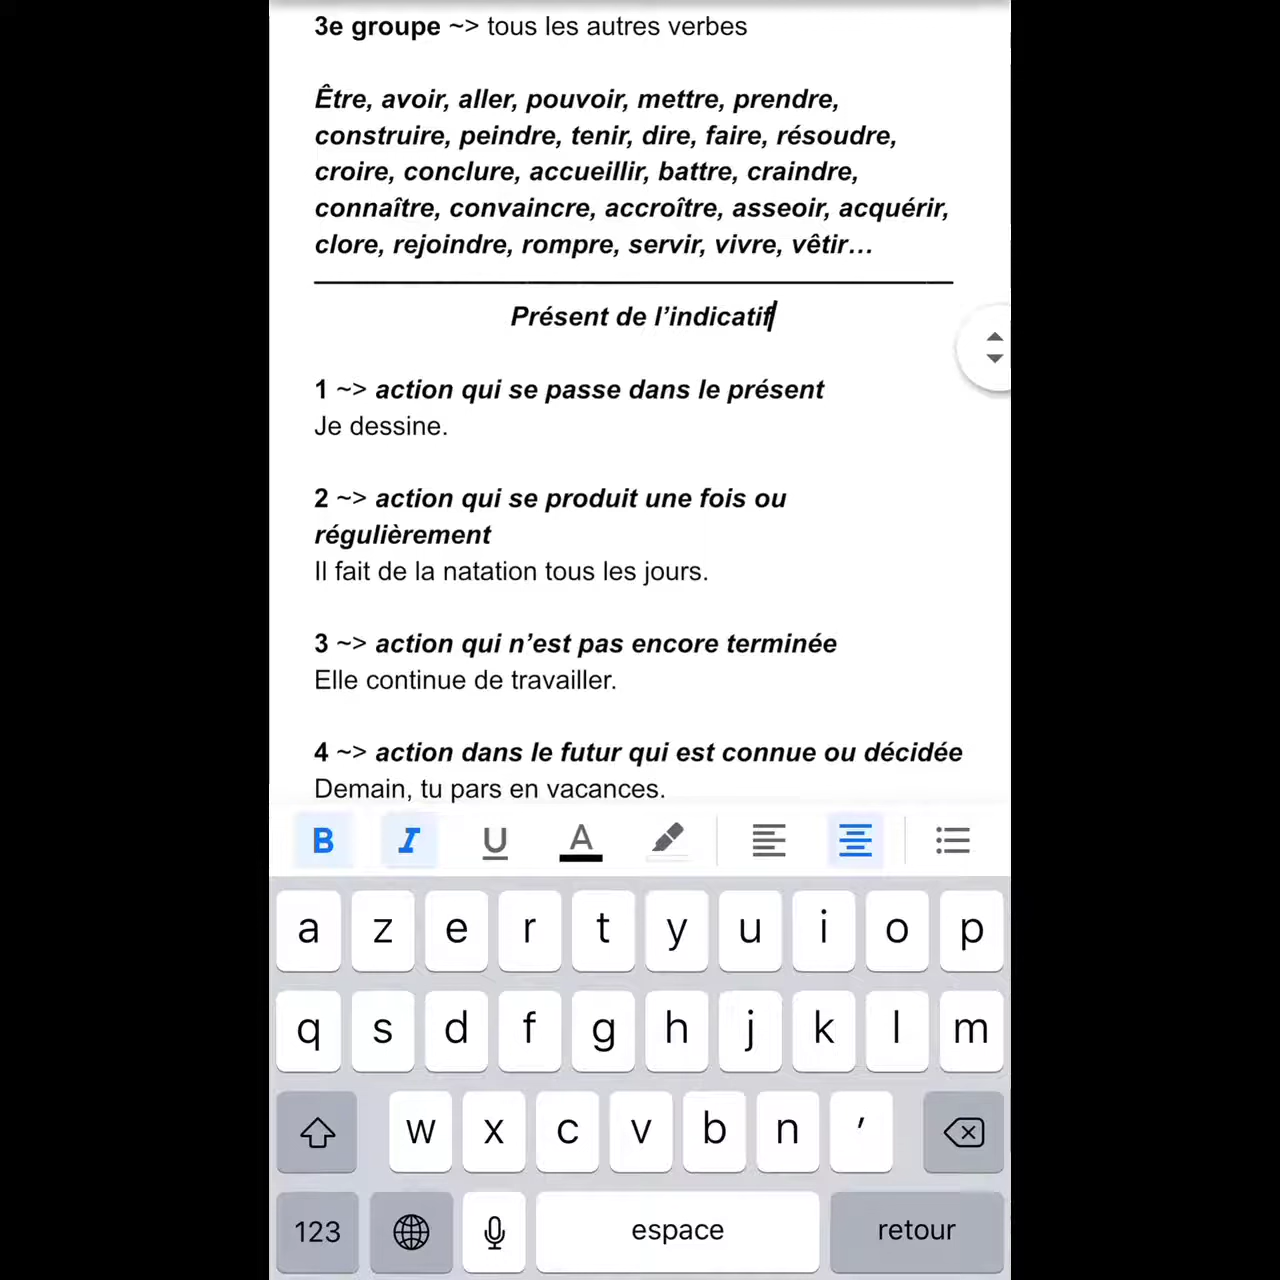 3e groupe ~> tous les autres verbes
Être, avoir, aller, pouvoir, mettre, prendre,
construire, peindre, tenir, dire, faire, résoudre,
croire, conclure, accueillir, battre, craindre,
connaître, convaincre, accroître, asseoir, acquérir,
clore, rejoindre, rompre, servir, vivre, vêtir…
Présent de l’indicatif
1 ~> action qui se passe dans le présent
Je dessine.
2 ~> action qui se produit une fois ou
régulièrement
Il fait de la natation tous les jours.
3 ~> action qui n’est pas encore terminée
Elle continue de travailler.
4 ~> action dans le futur qui est connue ou décidée
Demain, tu pars en vacances.
B I U A
a z e r t y u i o p
q s d f g h j k l m
w x c v b n ’
123 espace retour